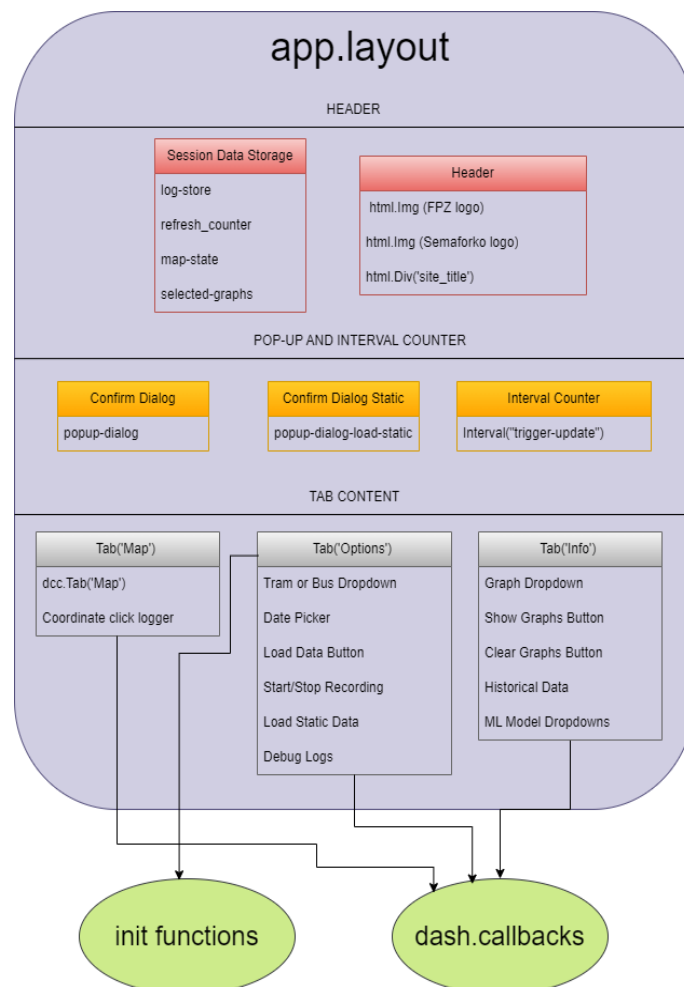 app.layout
HEADER
Session Data Storage
log-store
refresh_counter
map-state
selected-graphs
Header
html.Img (FPZ logo)
html.Img (Semaforko logo)
html.Div('site_title')
POP-UP AND INTERVAL COUNTER
Confirm Dialog
popup-dialog
Confirm Dialog Static
popup-dialog-load-static
Interval Counter
Interval("trigger-update")
TAB CONTENT
Tab('Map')
dcc.Tab('Map')
Coordinate click logger
Tab('Options')
Tram or Bus Dropdown
Date Picker
Load Data Button
Start/Stop Recording
Load Static Data
Debug Logs
Tab('Info')
Graph Dropdown
Show Graphs Button
Clear Graphs Button
Historical Data
ML Model Dropdowns
init functions
dash.callbacks